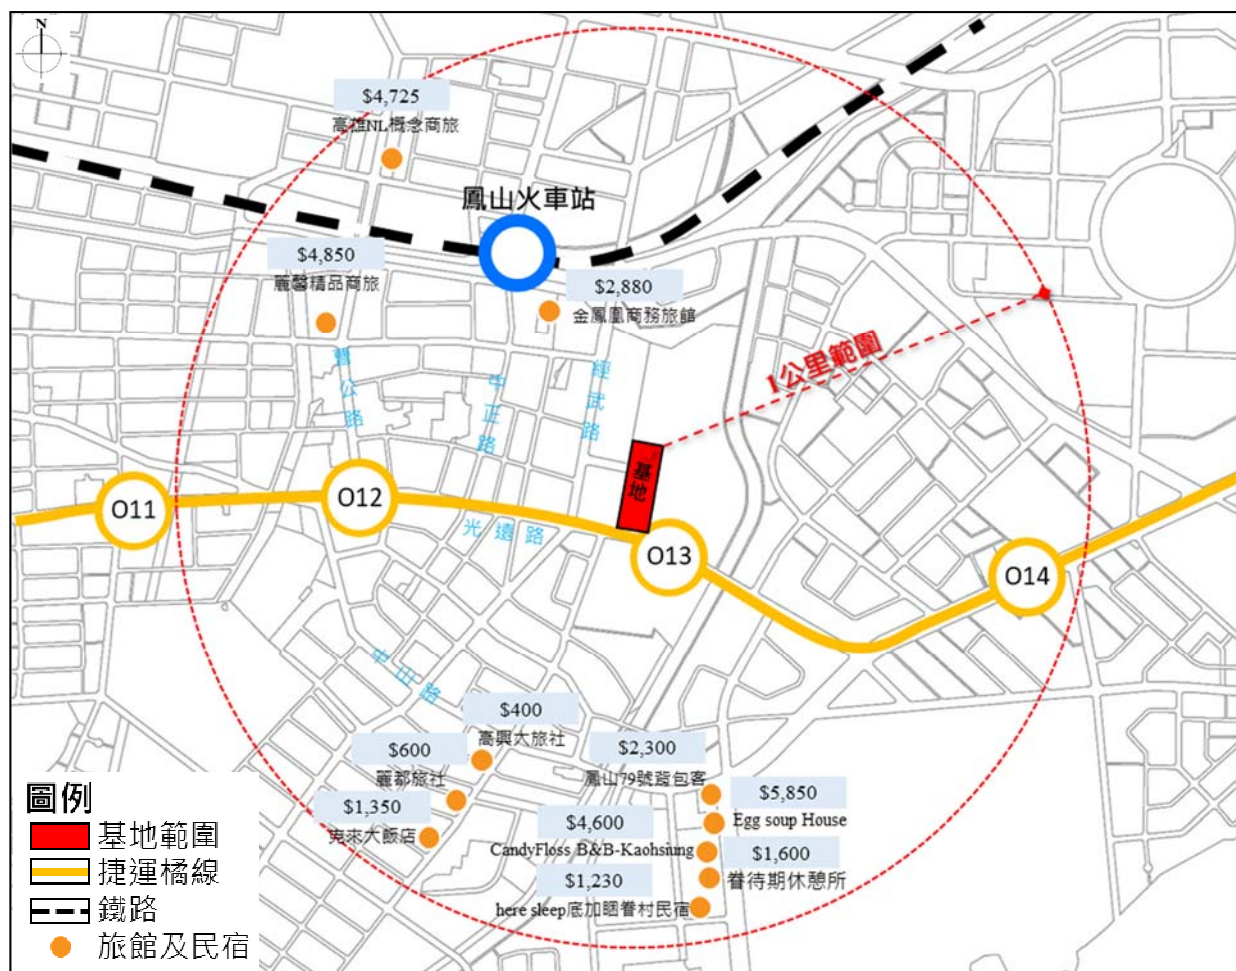 N
$4,725
高雄NL概念商旅
鳳山火車站
$4,850
麗馨精品商旅
$2,880
金鳳凰商務旅館
1公里範圍
曹公路
中正路
經武路
基地
O11
O12
光遠路
O13
O14
中山路
$400
高興大旅社
$600
麗都旅社
$1,350
克來大飯店
$2,300
鳳山79號背包客
$5,850
Egg soup House
$4,600
CandyFloss B&B-Kaohsiung
$1,600
眷待期休憩所
$1,230
here sleep底加睏眷村民宿
圖例
基地範圍
捷運橘線
鐵路
旅館及民宿